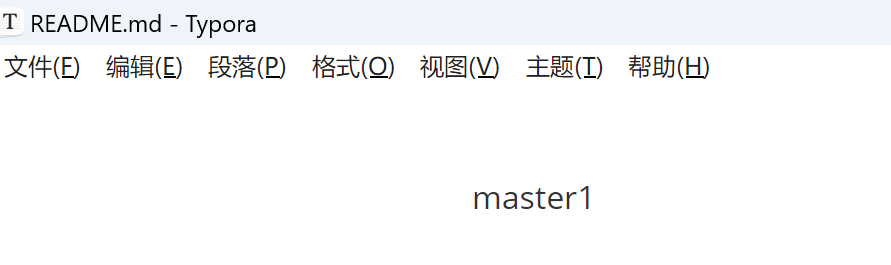 T README.md - Typora
文件(F) 编辑(E) 段落(P) 格式(O) 视图(V) 主题(T) 帮助(H)
master1